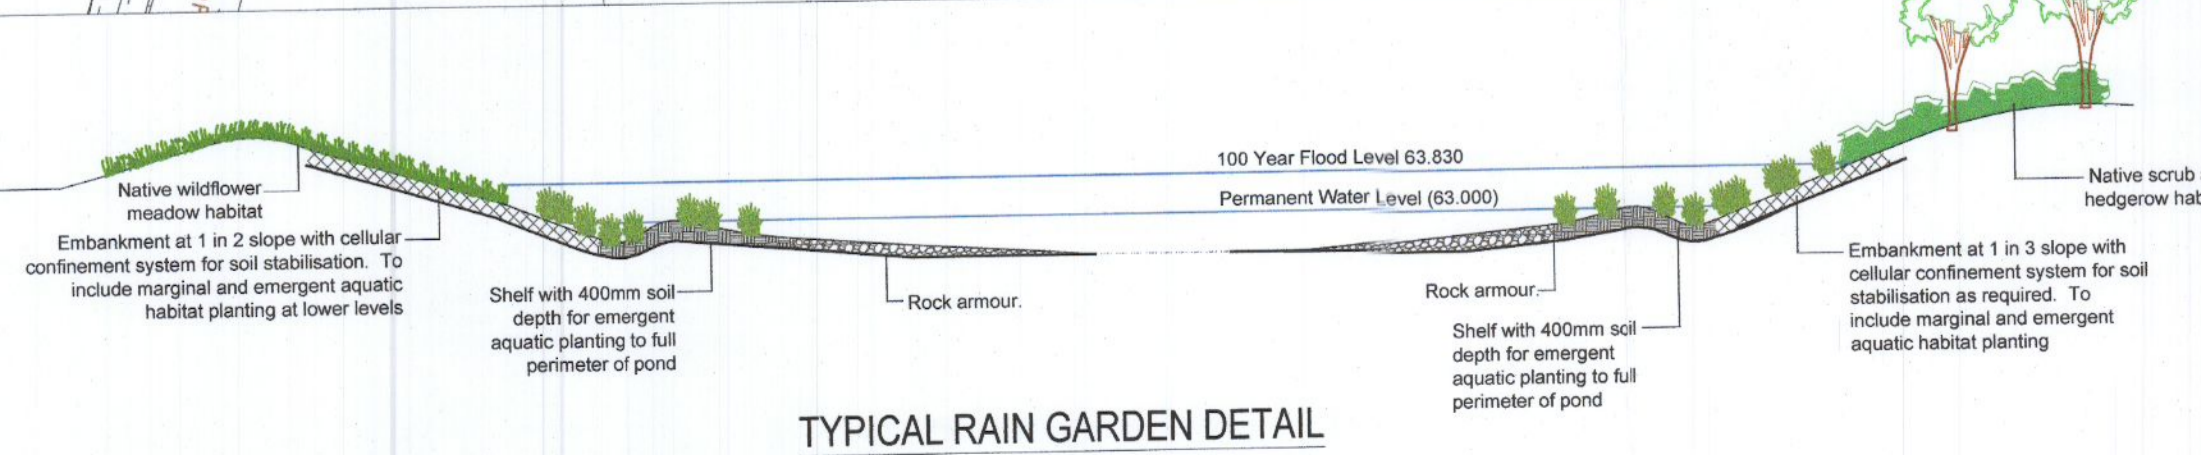 100 Year Flood Level 63.830
Permanent Water Level (63.000)
Native wildflower
meadow habitat
Embankment at 1 in 2 slope with cellular
confinement system for soil stabilisation. To
include marginal and emergent aquatic
habitat planting at lower levels
Shelf with 400mm soil
depth for emergent
aquatic planting to full
perimeter of pond
Rock armour.
Rock armour.
Shelf with 400mm soil
depth for emergent
aquatic planting to full
perimeter of pond
Embankment at 1 in 3 slope with
cellular confinement system for soil
stabilisation as required. To
include marginal and emergent
aquatic habitat planting
Native scrub
hedgerow
TYPICAL RAIN GARDEN DETAIL